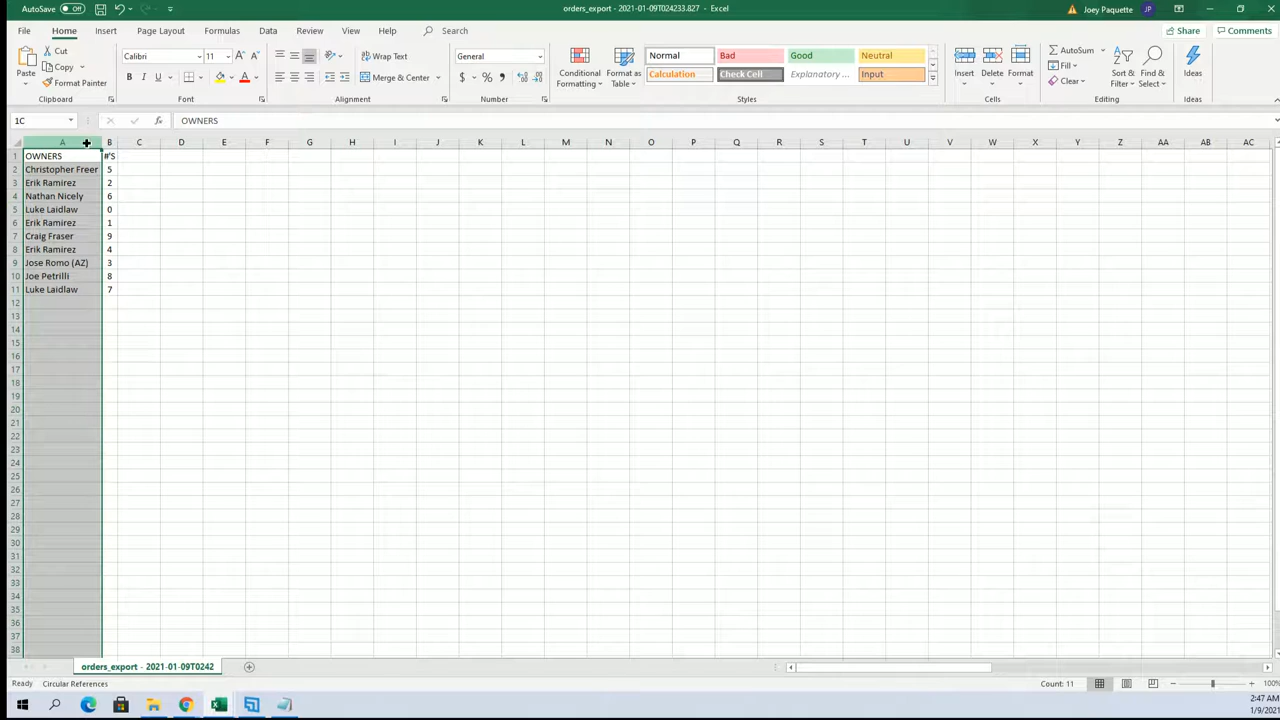 AutoSave Off orders_export - 2021-01-09T024233.827 - Excel Joey Paquette JP
File Home Insert Page Layout Formulas Data Review View Help Search Share Comments
Paste Cut Copy Format Painter Clipboard
Calibri 11 B I U A Font
Wrap Text Merge & Center Alignment
General $ % Number
Conditional Formatting Format as Table Normal Bad Good Neutral Calculation Check Cell Explanatory ... Input Styles
Insert Delete Format Cells
AutoSum Fill Clear Sort & Filter Find & Select Editing
Ideas Ideas
1C fx OWNERS
A B C D E F G H I J K L M N O P Q R S T U V W X Y Z AA AB AC
1 OWNERS #'S
2 Christopher Freer 5
3 Erik Ramirez 2
4 Nathan Nicely 6
5 Luke Laidlaw 0
6 Erik Ramirez 1
7 Craig Fraser 9
8 Erik Ramirez 4
9 Jose Romo (AZ) 3
10 Joe Petrilli 8
11 Luke Laidlaw 7
12
13
14
15
16
17
18
19
20
21
22
23
24
25
26
27
28
29
30
31
32
33
34
35
36
37
38
orders_export - 2021-01-09T0242
Ready Circular References Count: 11 100%
2:47 AM
1/9/2021